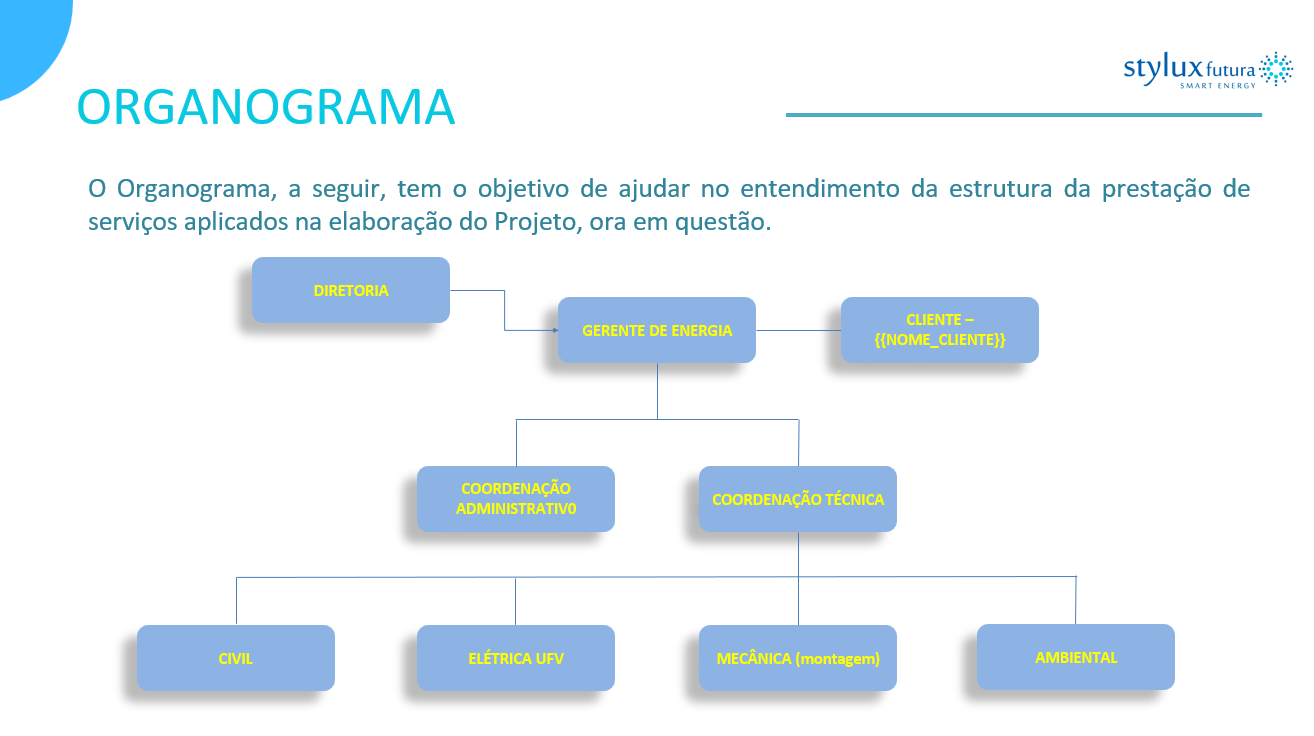 stylux futura
SMART ENERGY
ORGANOGRAMA
O Organograma, a seguir, tem o objetivo de ajudar no entendimento da estrutura da prestação de
serviços aplicados na elaboração do Projeto, ora em questão.
DIRETORIA
GERENTE DE ENERGIA
CLIENTE –
{{NOME_CLIENTE}}
COORDENAÇÃO
ADMINISTRATIV0
COORDENAÇÃO TÉCNICA
CIVIL
ELÉTRICA UFV
MECÂNICA (montagem)
AMBIENTAL